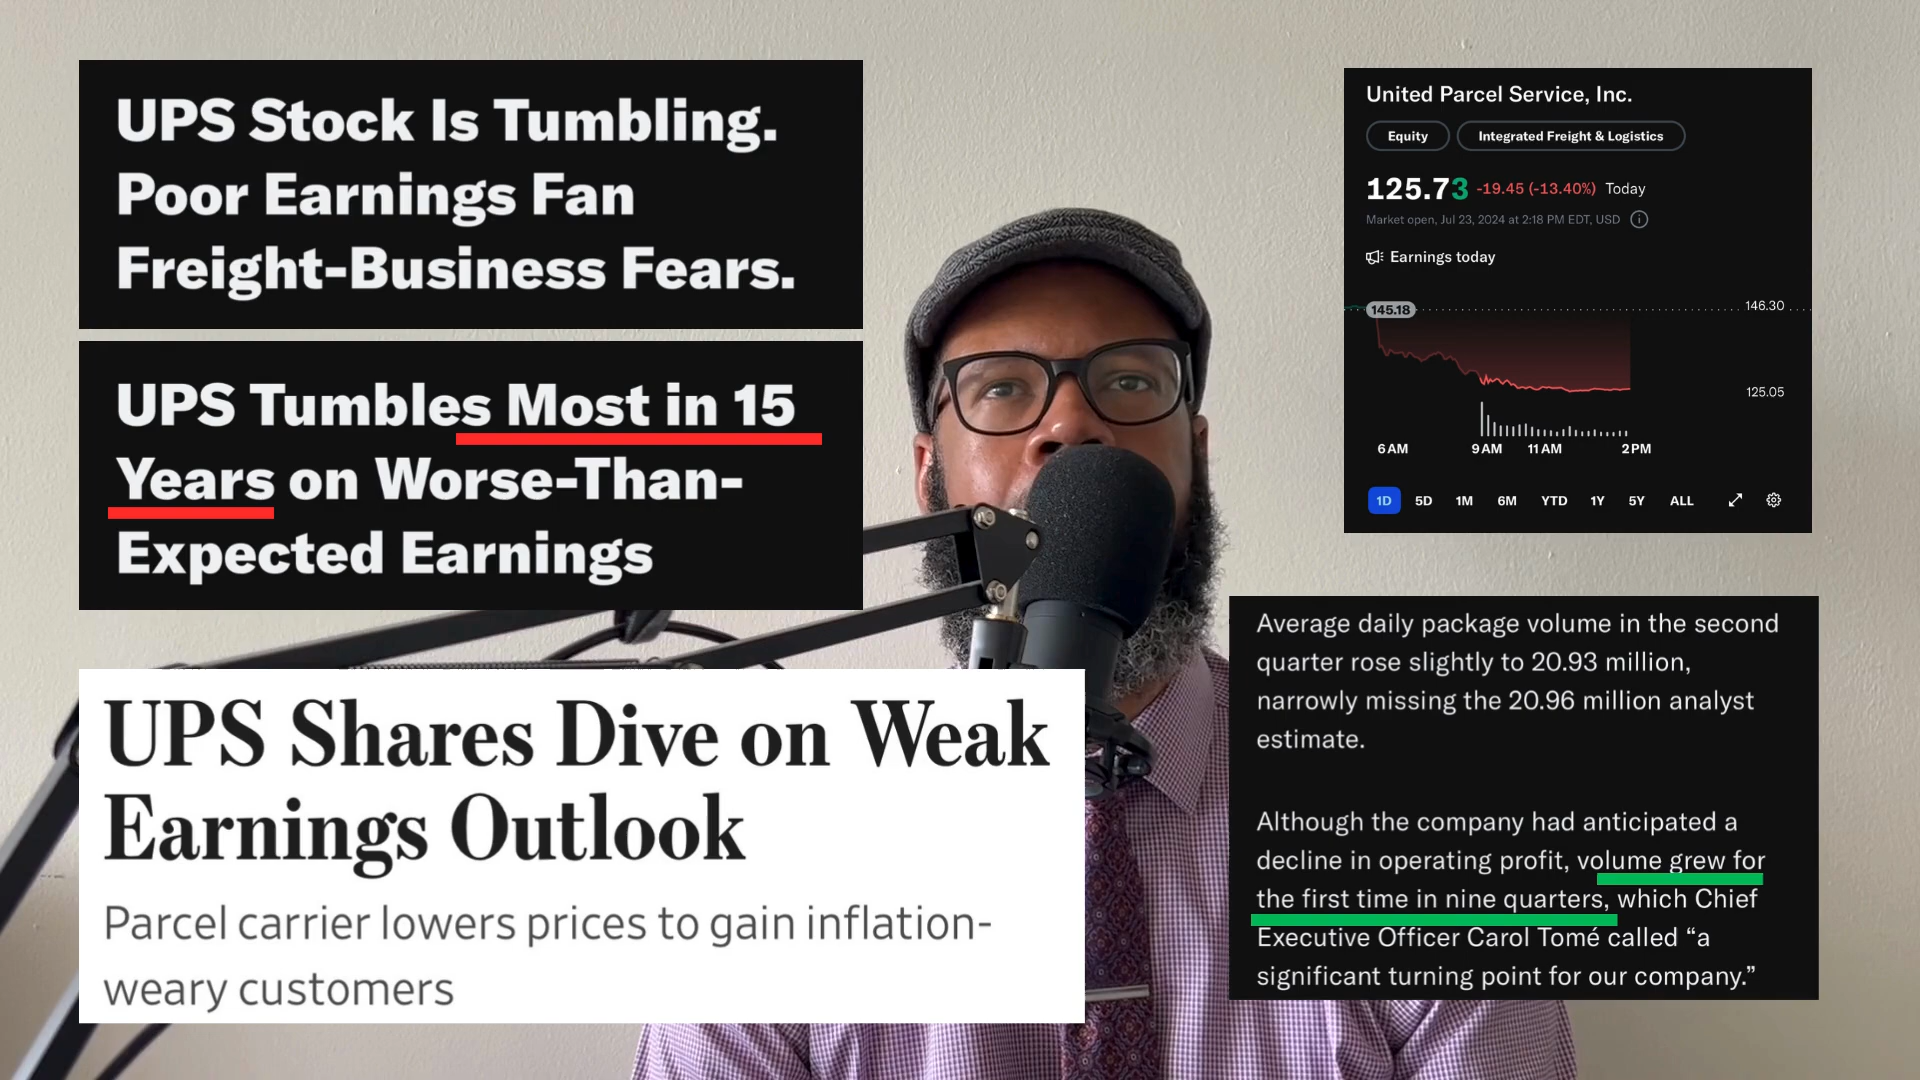 UPS Stock Is Tumbling.
Poor Earnings Fan
Freight-Business Fears.
UPS Tumbles Most in 15
Years on Worse-Than-
Expected Earnings
UPS Shares Dive on Weak
Earnings Outlook
Parcel carrier lowers prices to gain inflation-
weary customers
United Parcel Service, Inc.
Equity Integrated Freight & Logistics
125.73 -19.45 (-13.40%) Today
Market open, Jul 23, 2024 at 2:18 PM EDT, USD
Earnings today
145.18 146.30
125.05
6 AM 9 AM 11 AM 2 PM
1D 5D 1M 6M YTD 1Y 5Y ALL
Average daily package volume in the second
quarter rose slightly to 20.93 million,
narrowly missing the 20.96 million analyst
estimate.
Although the company had anticipated a
decline in operating profit, volume grew for
the first time in nine quarters, which Chief
Executive Officer Carol Tomé called “a
significant turning point for our company.”